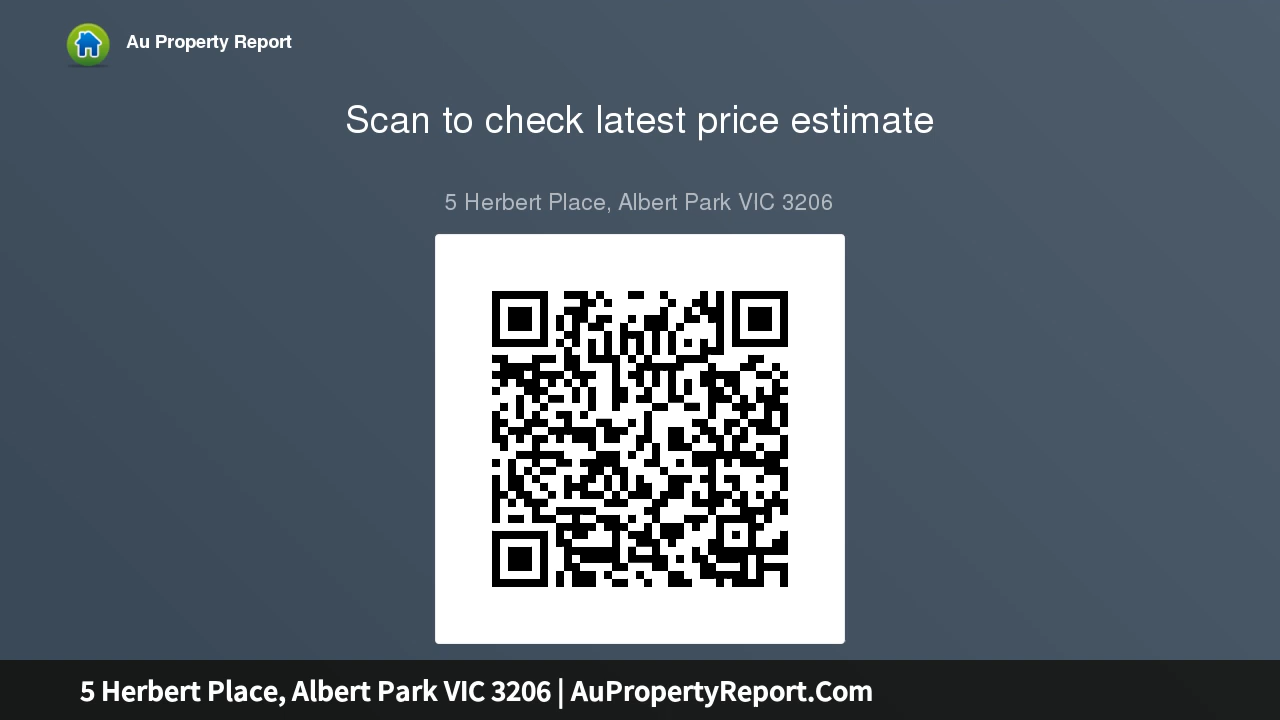 Au Property Report
Scan to check latest price estimate
5 Herbert Place, Albert Park VIC 3206
5 Herbert Place, Albert Park VIC 3206 | AuPropertyReport.Com